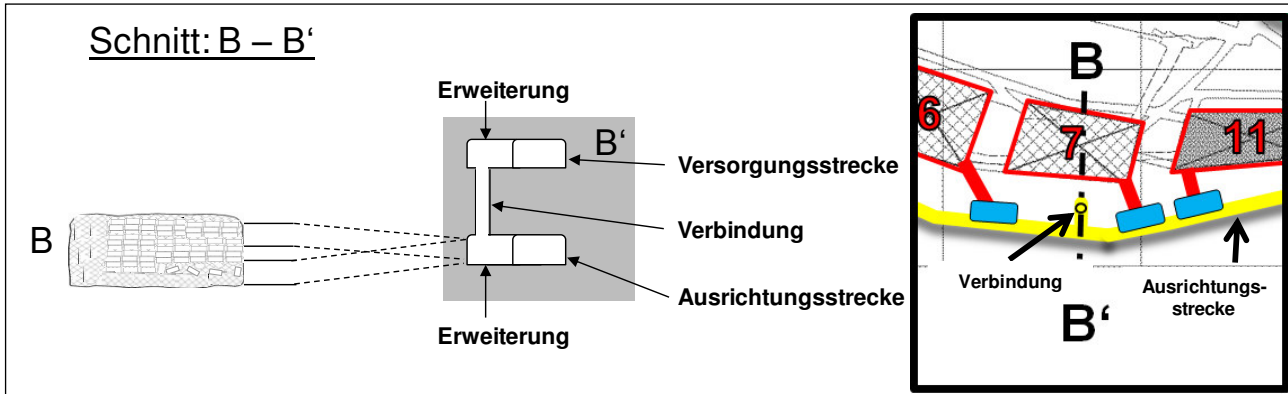 Schnitt: B – B‘
Erweiterung
B‘
Versorgungsstrecke
Verbindung
B
Ausrichtungsstrecke
Erweiterung
B
6
7
11
Verbindung
Ausrichtungs-
strecke
B‘